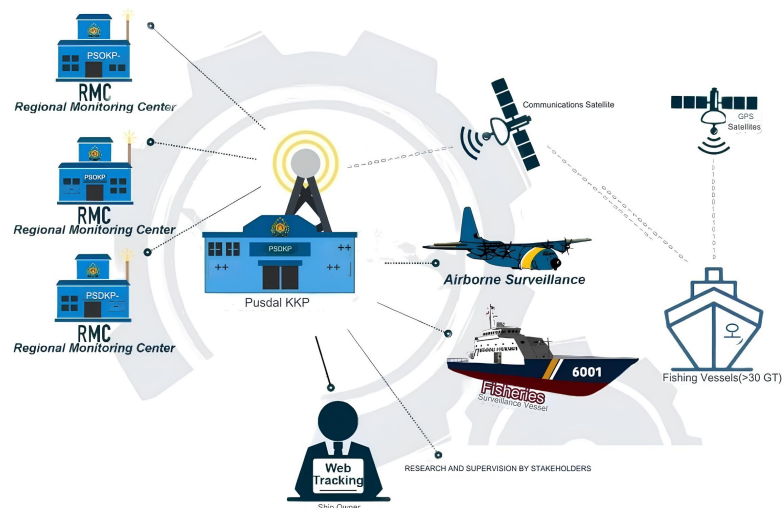 PSOKP-
RMC
Regional Monitoring Center
PSOKP
RMC
Regional Monitoring Center
PSDKP-
RMC
Regional Monitoring Center
PSDKP
Pusdal KKP
Communications Satellite
GPS
Satellites
Airborne Surveillance
6001
Fisheries
Surveillance Vessel
Fishing Vessels(>30 GT)
Web
Tracking
Ship Owner
RESEARCH AND SUPERVISION BY STAKEHOLDERS